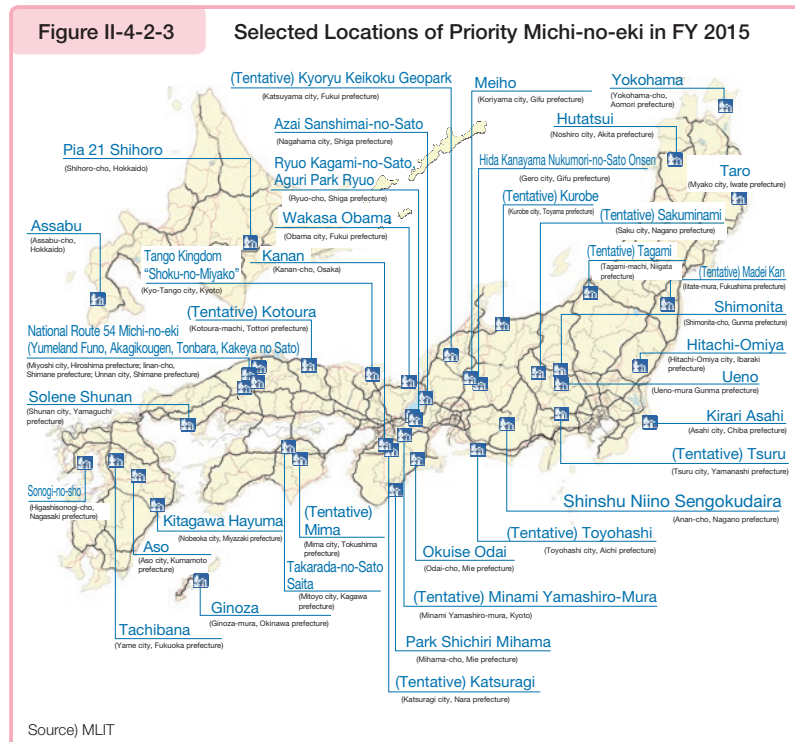 Figure II-4-2-3
Selected Locations of Priority Michi-no-eki in FY 2015
(Tentative) Kyoryu Keikoku Geopark
(Katsuyama city, Fukui prefecture)
Meiho
(Koriyama city, Gifu prefecture)
Yokohama
(Yokohama-cho,
Aomori prefecture)
Azai Sanshimai-no-Sato
(Nagahama city, Shiga prefecture)
Hutatsui
(Noshiro city, Akita prefecture)
Pia 21 Shihoro
(Shihoro-cho, Hokkaido)
Ryuo Kagami-no-Sato,
Aguri Park Ryuo
(Ryuo-cho, Shiga prefecture)
Hida Kanayama Nukumori-no-Sato Onsen
(Gero city, Gifu prefecture)
Taro
(Myako city, Iwate prefecture)
(Tentative) Kurobe
(Kurobe city, Toyama prefecture)
Wakasa Obama
(Obama city, Fukui prefecture)
(Tentative) Sakuminami
(Saku city, Nagano prefecture)
Assabu
(Assabu-cho,
Hokkaido)
Tango Kingdom
"Shoku-no-Miyako"
(Kyo-Tango city, Kyoto)
Kanan
(Kanan-cho, Osaka)
(Tentative) Tagami
(Tagami-machi, Niigata
prefecture)
(Tentative) Madei Kan
(Iitate-mura, Fukushima prefecture)
(Tentative) Kotoura
(Kotoura-machi, Tottori prefecture)
Shimonita
(Shimonita-cho, Gunma prefecture)
National Route 54 Michi-no-eki
(Yumeland Funo, Akagikougen, Tonbara, Kakeya no Sato)
(Miyoshi city, Hiroshima prefecture; Iinan-cho,
Shimane prefecture; Unnan city, Shimane prefecture)
Hitachi-Omiya
(Hitachi-Omiya city, Ibaraki
prefecture)
Ueno
(Ueno-mura Gunma prefecture)
Solene Shunan
(Shunan city, Yamaguchi
prefecture)
Kirari Asahi
(Asahi city, Chiba prefecture)
(Tentative) Tsuru
(Tsuru city, Yamanashi prefecture)
Sonogi-no-sho
(Higashisonogi-cho,
Nagasaki prefecture)
Shinshu Niino Sengokudaira
(Anan-cho, Nagano prefecture)
Kitagawa Hayuma
(Nobeoka city, Miyazaki prefecture)
(Tentative)
Mima
(Mima city, Tokushima
prefecture)
(Tentative) Toyohashi
(Toyohashi city, Aichi prefecture)
Aso
(Aso city, Kumamoto
prefecture)
Okuise Odai
(Odai-cho, Mie prefecture)
Takarada-no-Sato
Saita
(Mitoyo city, Kagawa
prefecture)
(Tentative) Minami Yamashiro-Mura
(Minami Yamashiro-mura, Kyoto)
Ginoza
(Ginoza-mura, Okinawa prefecture)
Tachibana
(Yame city, Fukuoka prefecture)
Park Shichiri Mihama
(Mihama-cho, Mie prefecture)
(Tentative) Katsuragi
(Katsuragi city, Nara prefecture)
Source) MLIT